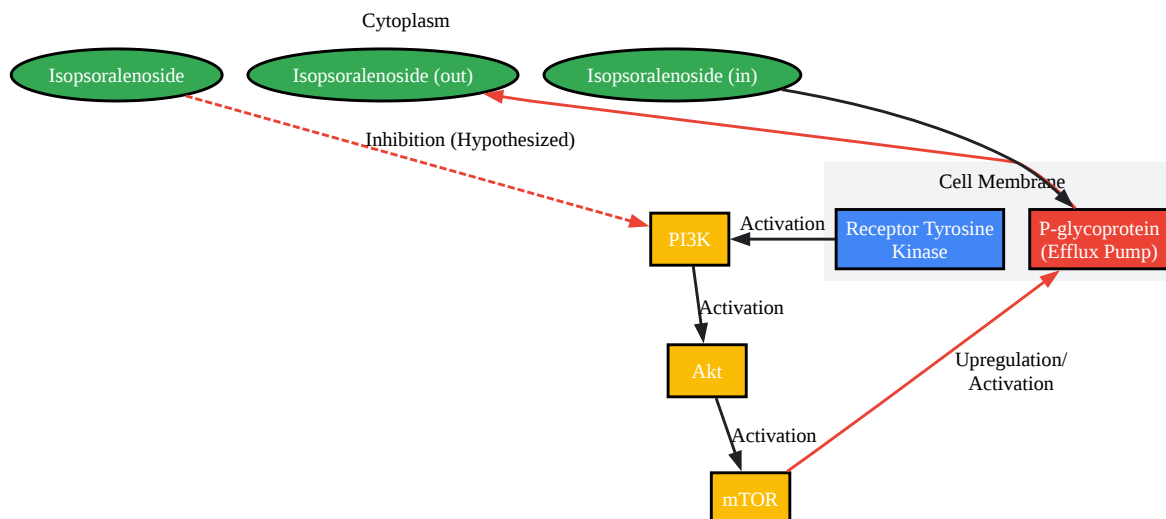 Cytoplasm
Isopsoralenoside
Isopsoralenoside (out)
Isopsoralenoside (in)
Inhibition (Hypothesized)
Cell Membrane
PI3K
Activation
Receptor Tyrosine
Kinase
P-glycoprotein
(Efflux Pump)
Activation
Akt
Upregulation/
Activation
Activation
mTOR